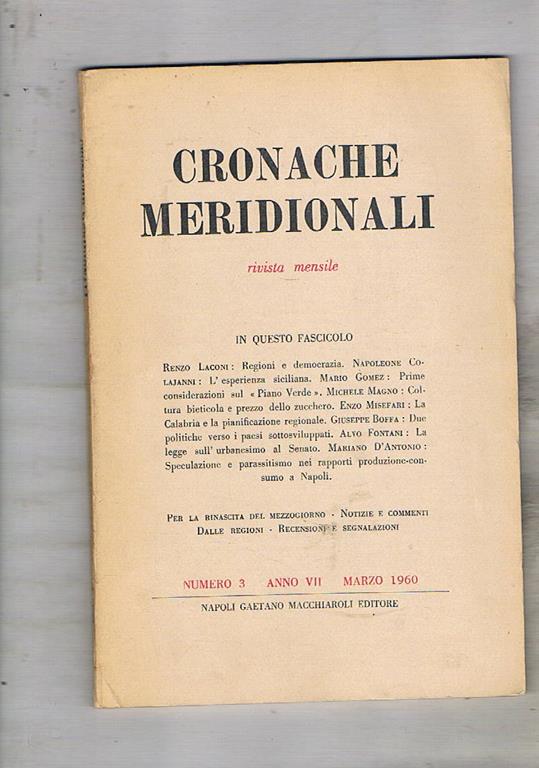 CRONACHE
MERIDIONALI
rivista mensile
IN QUESTO FASCICOLO
RENZO LACONI : Regioni e democrazia. NAPOLEONE CO-
LAJANNI : L'esperienza siciliana. MARIO GOMEZ : Prime
considerazioni sul « Piano Verde ». MICHELE MAGNO : Col-
tura bieticola e prezzo dello zucchero. ENZO MISEFARI : La
Calabria e la pianificazione regionale. GIUSEPPE BOFFA : Due
politiche verso i paesi sottosviluppati. ALVO FONTANI : La
legge sull'urbanesimo al Senato. MARIANO D'ANTONIO :
Speculazione e parassitismo nei rapporti produzione-con-
sumo a Napoli.
PER LA RINASCITA DEL MEZZOGIORNO - NOTIZIE E COMMENTI
DALLE REGIONI - RECENSIONI E SEGNALAZIONI
NUMERO 3 ANNO VII MARZO 1960
NAPOLI GAETANO MACCHIAROLI EDITORE